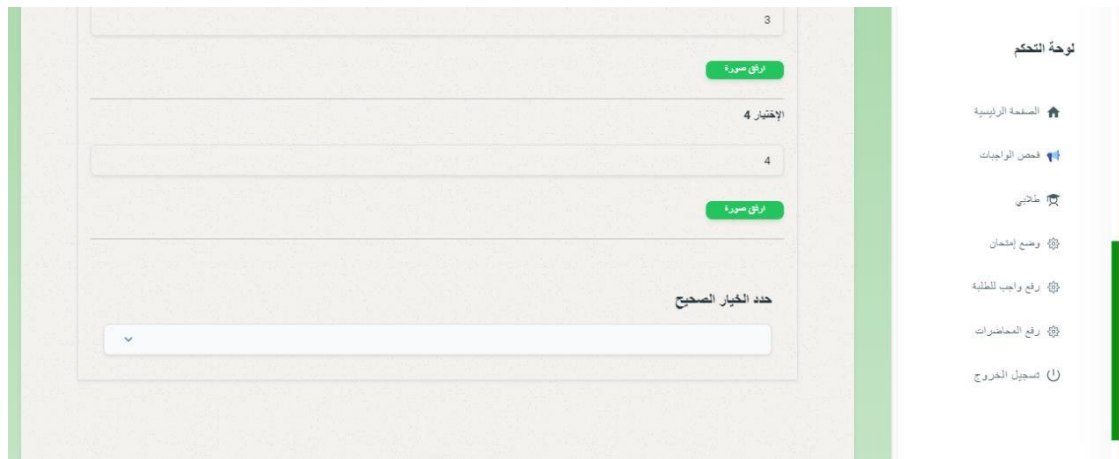 لوحة التحكم
الصفحة الرئيسية
فحص الواجبات
طلابي
وضع إمتحان
رفع واجب للطلبة
رفع المحاضرات
تسجيل الخروج
3
ارفق صورة
الإختيار 4
4
ارفق صورة
حدد الخيار الصحيح